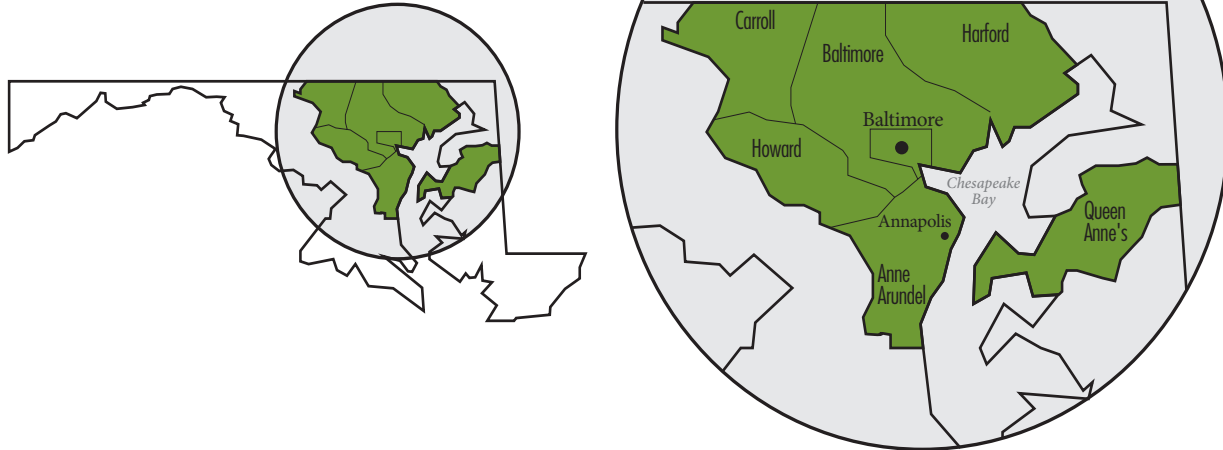 Carroll
Baltimore
Harford
Baltimore
Howard
Chesapeake
Bay
Annapolis
Queen
Anne's
Anne
Arundel